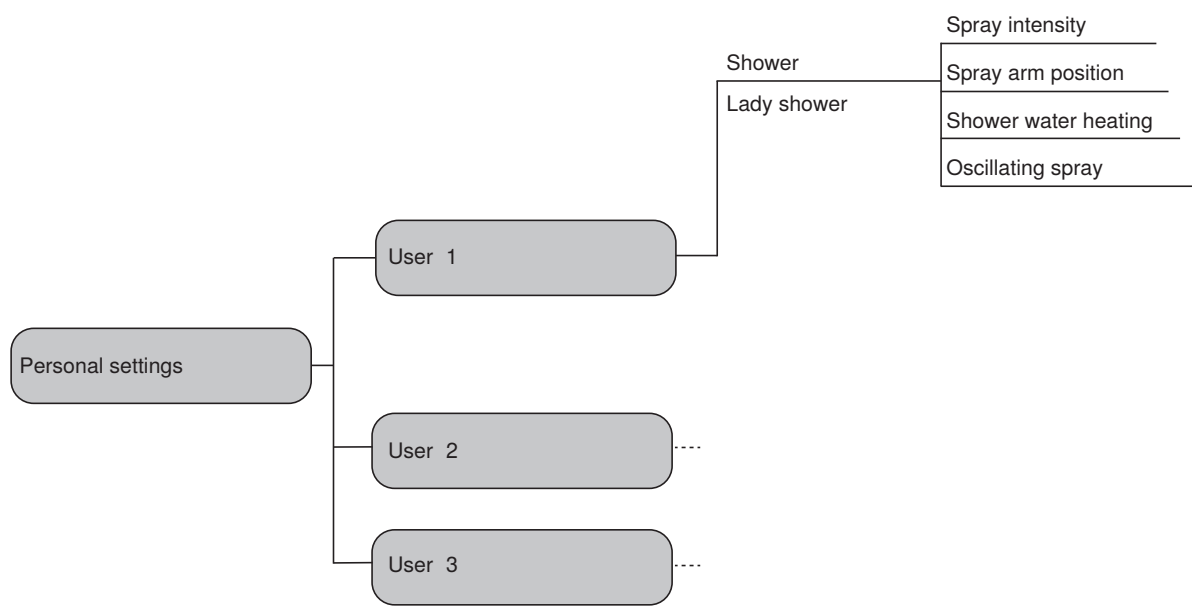 Spray intensity
Shower
Spray arm position
Lady shower
Shower water heating
Oscillating spray
User 1
Personal settings
User 2
User 3